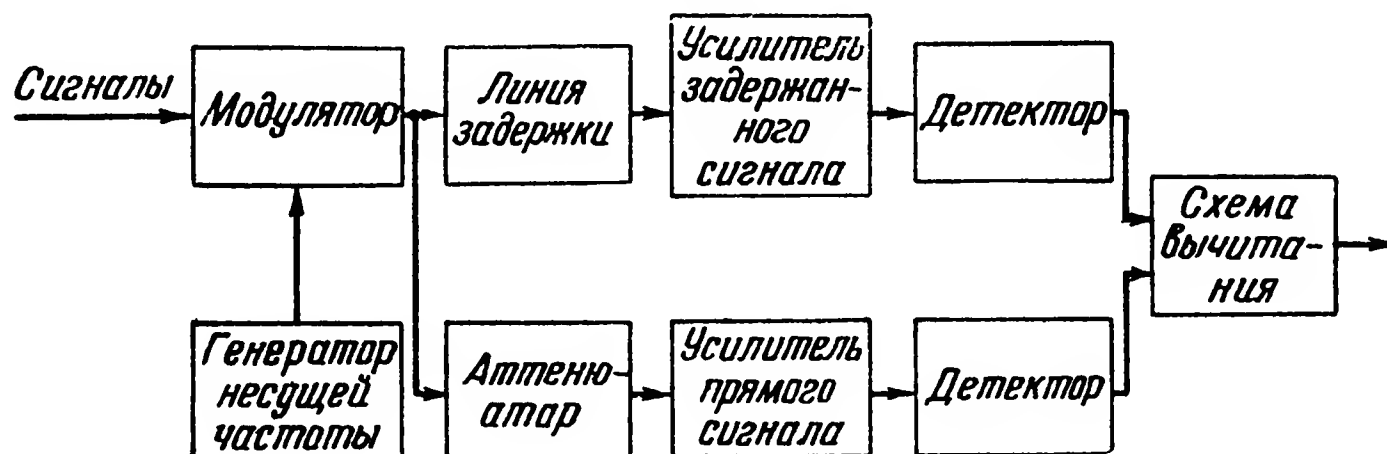 Сигналы
Модулятор
Линия
задержки
Усилитель
задержан-
ного
сигнала
Детектор
Схема
вычита-
ния
Генератор
несущей
частоты
Аттеню-
атар
Усилитель
прямого
сигнала
Детектор